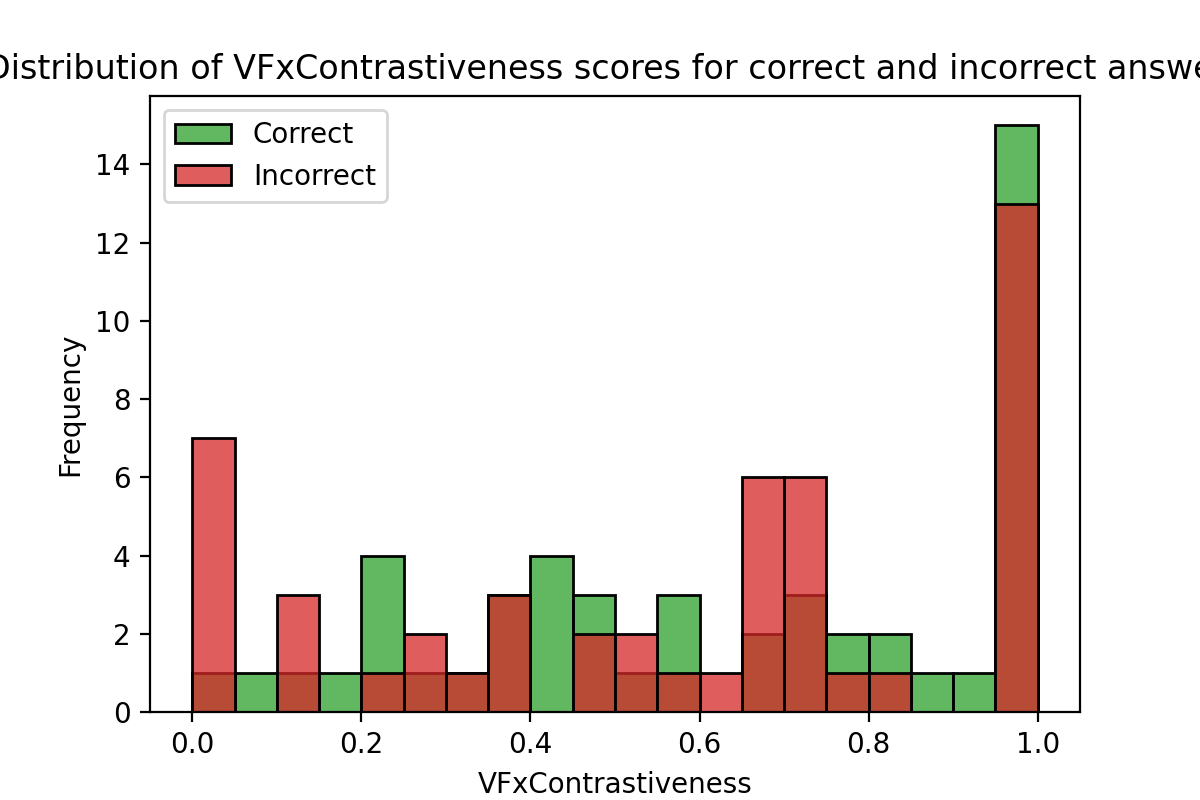 Distribution of VFxContrastiveness scores for correct and incorrect answe
Correct
Incorrect
14
12
10
8
6
4
2
0
Frequency
0.0 0.2 0.4 0.6 0.8 1.0
VFxContrastiveness